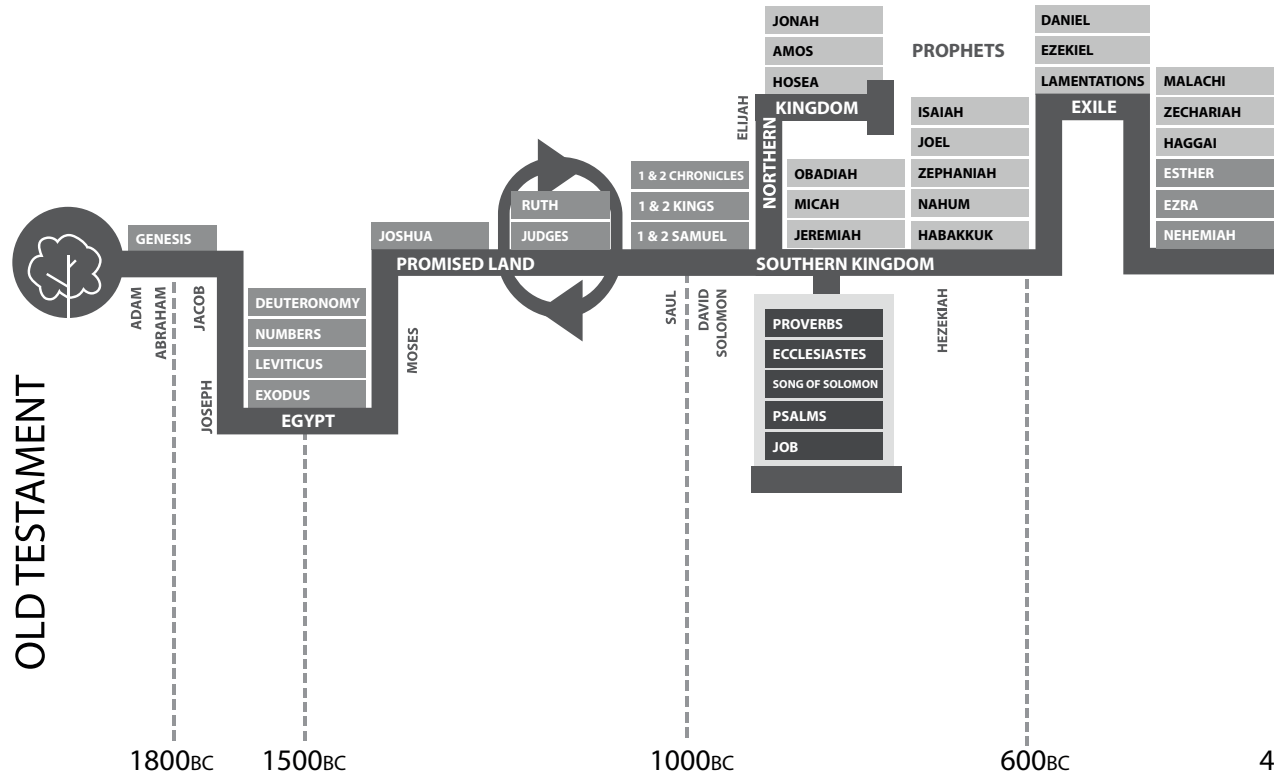 JONAH
AMOS
HOSEA
PROPHETS
DANIEL
EZEKIEL
LAMENTATIONS
MALACHI
ZECHARIAH
HAGGAI
ESTHER
EZRA
NEHEMIAH
EXILE
ELIJAH
NORTHERN
KINGDOM
ISAIAH
JOEL
ZEPHANIAH
NAHUM
HABAKKUK
OBADIAH
MICAH
JEREMIAH
1 & 2 CHRONICLES
1 & 2 KINGS
1 & 2 SAMUEL
RUTH
JUDGES
JOSHUA
GENESIS
PROMISED LAND
SOUTHERN KINGDOM
ADAM
ABRAHAM
JACOB
JOSEPH
DEUTERONOMY
NUMBERS
LEVITICUS
EXODUS
EGYPT
MOSES
SAUL
DAVID
SOLOMON
PROVERBS
ECCLESIASTES
SONG OF SOLOMON
PSALMS
JOB
HEZEKIAH
OLD TESTAMENT
1800BC
1500BC
1000BC
600BC
4